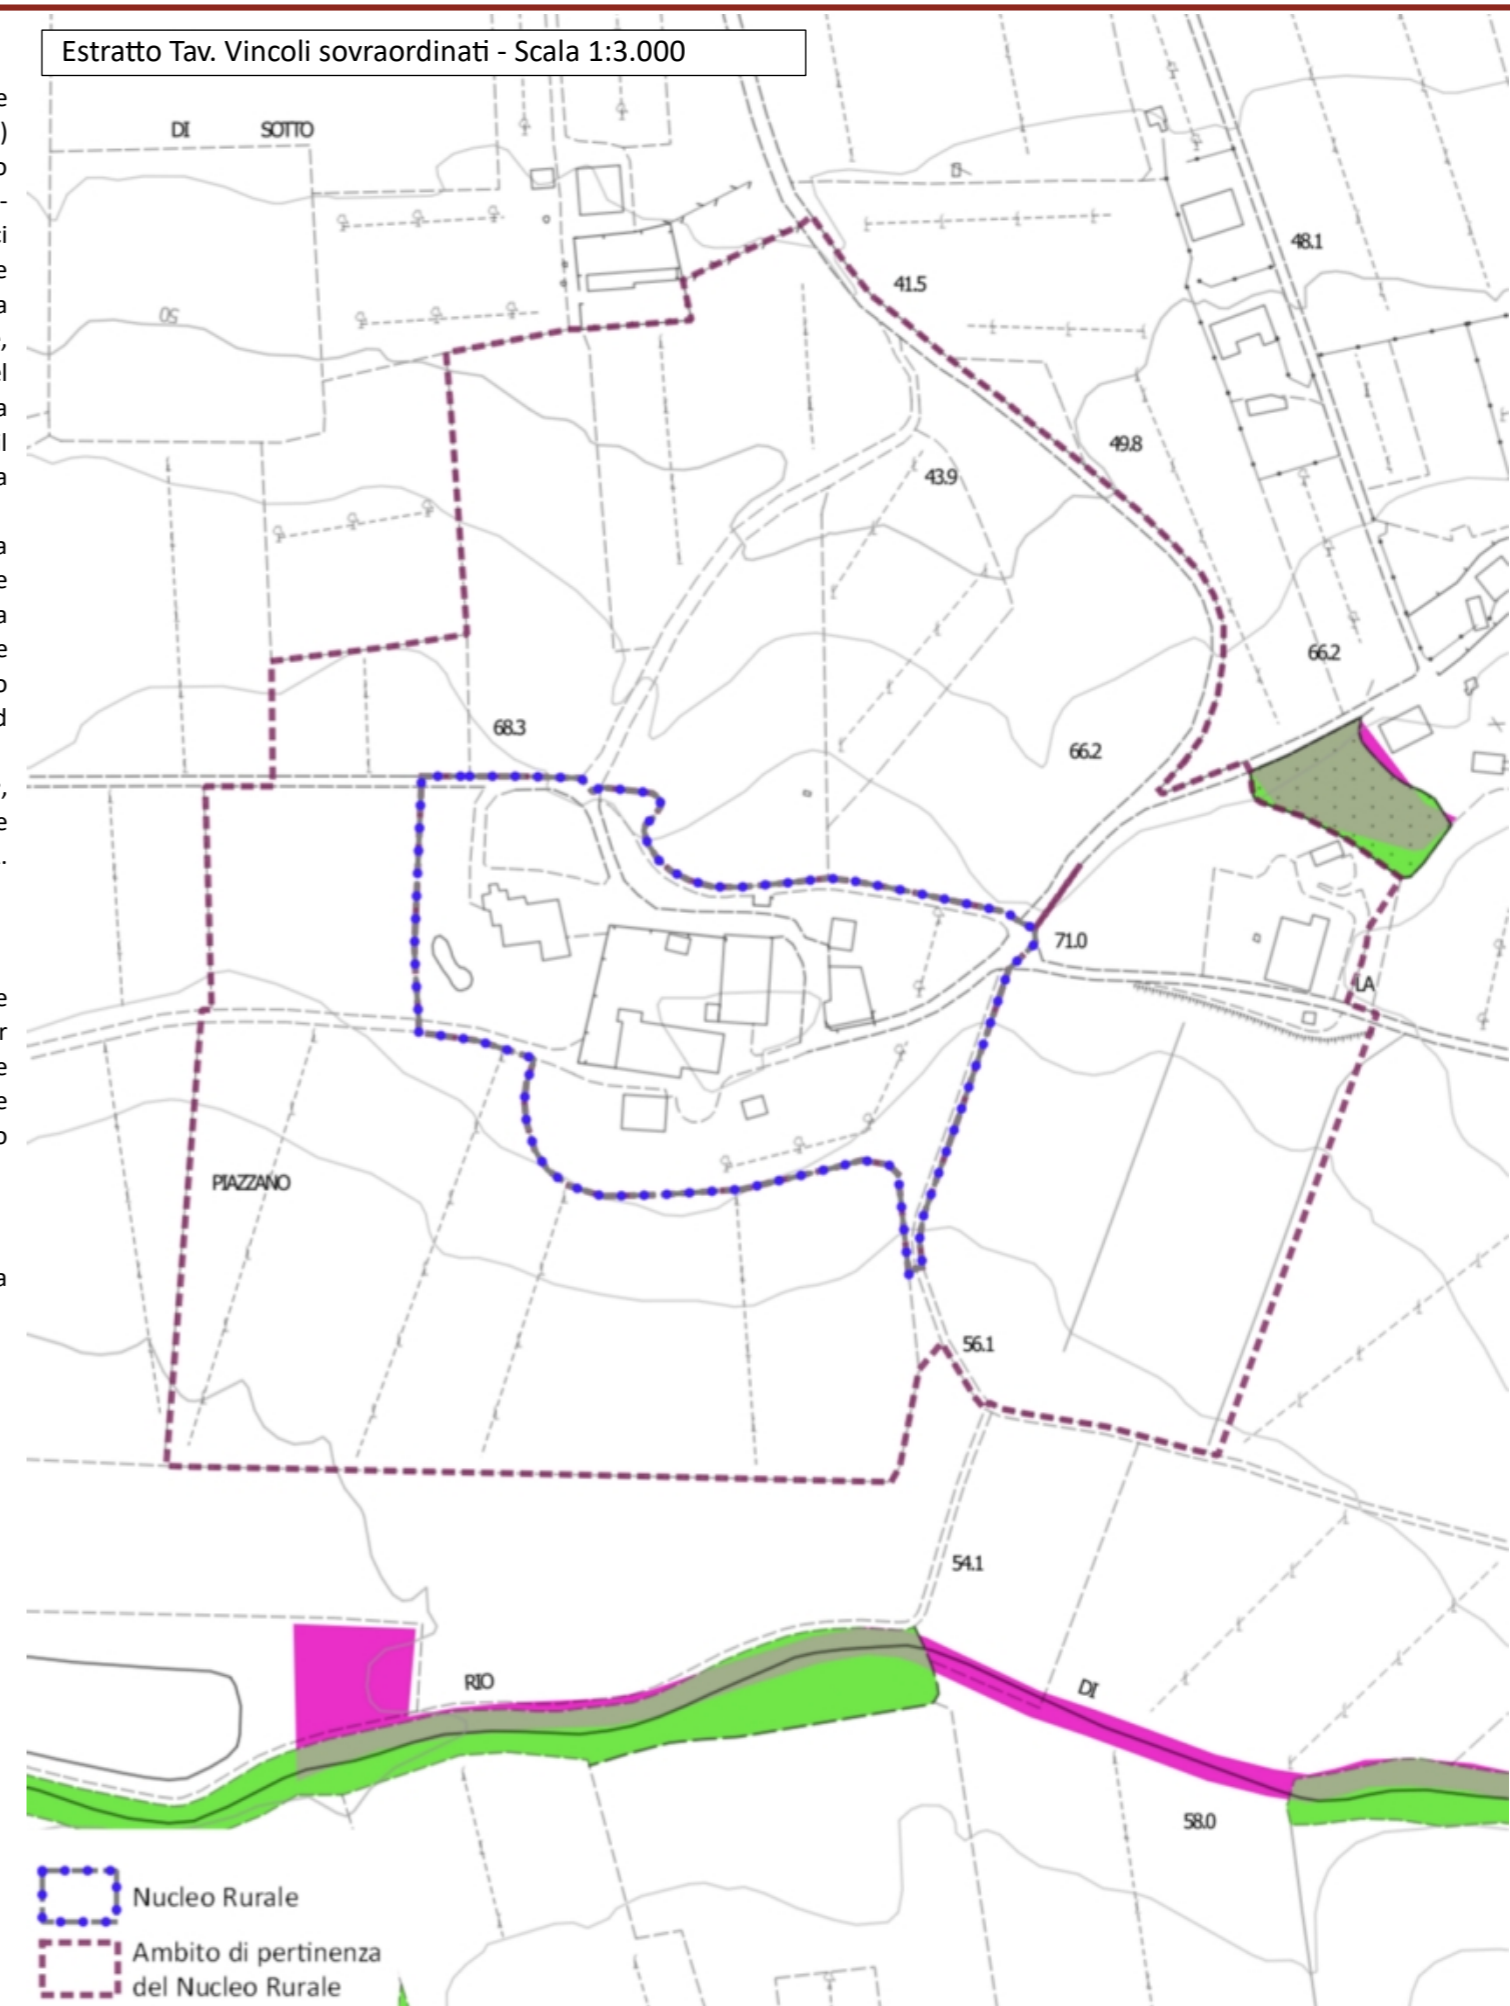 Estratto Tav. Vincoli sovraordinati - Scala 1:3.000
DI SOTTO
48.1
41.5
50
49.8
43.9
66.2
68.3
66.2
71.0
LA
PIAZZANO
56.1
54.1
RIO
DI
58.0
Nucleo Rurale
Ambito di pertinenza
del Nucleo Rurale